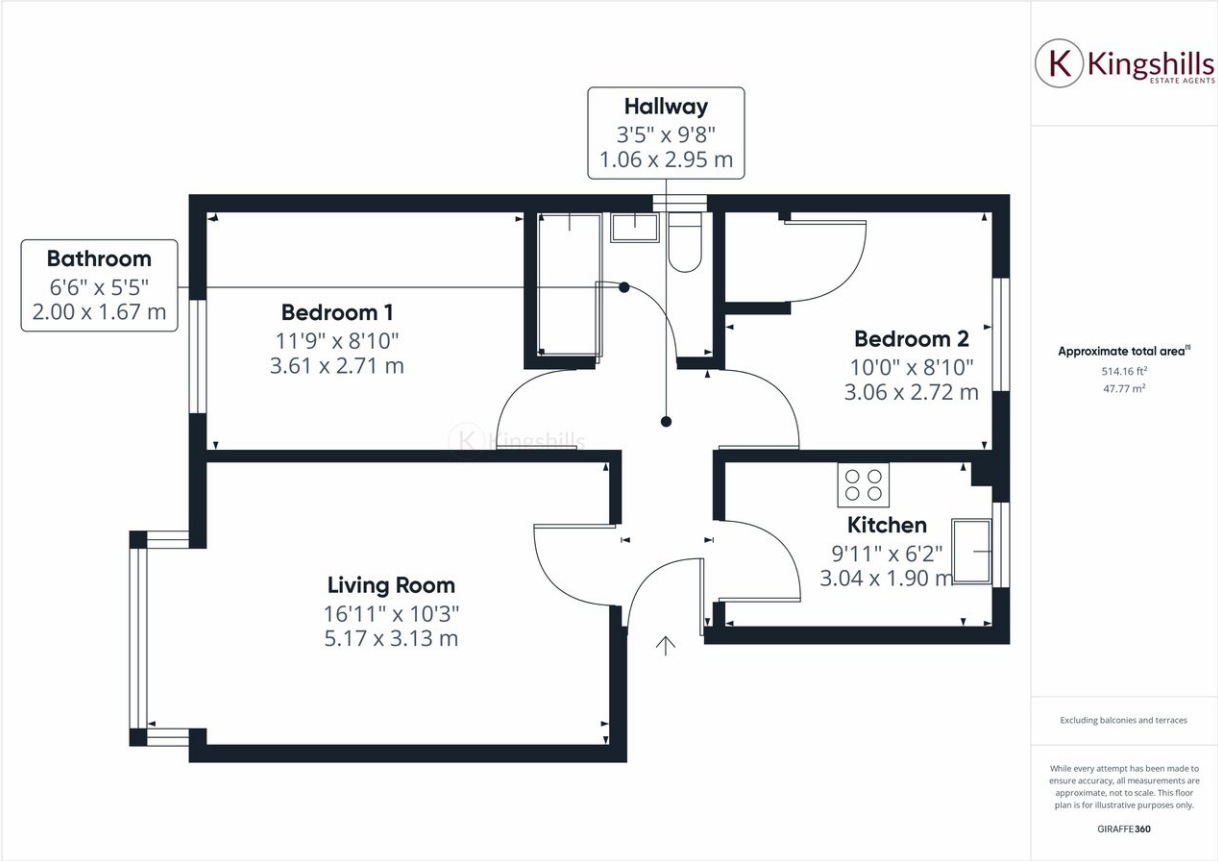 K Kingshills
ESTATE AGENTS
Hallway
3'5" x 9'8"
1.06 x 2.95 m
Bathroom
6'6" x 5'5"
2.00 x 1.67 m
Bedroom 1
11'9" x 8'10"
3.61 x 2.71 m
Bedroom 2
10'0" x 8'10"
3.06 x 2.72 m
K Kingshills
Kitchen
9'11" x 6'2"
3.04 x 1.90 m
Living Room
16'11" x 10'3"
5.17 x 3.13 m
Approximate total area⁽¹⁾
514.16 ft²
47.77 m²
Excluding balconies and terraces
While every attempt has been made to
ensure accuracy, all measurements are
approximate, not to scale. This floor
plan is for illustrative purposes only.
GIRAFFE360